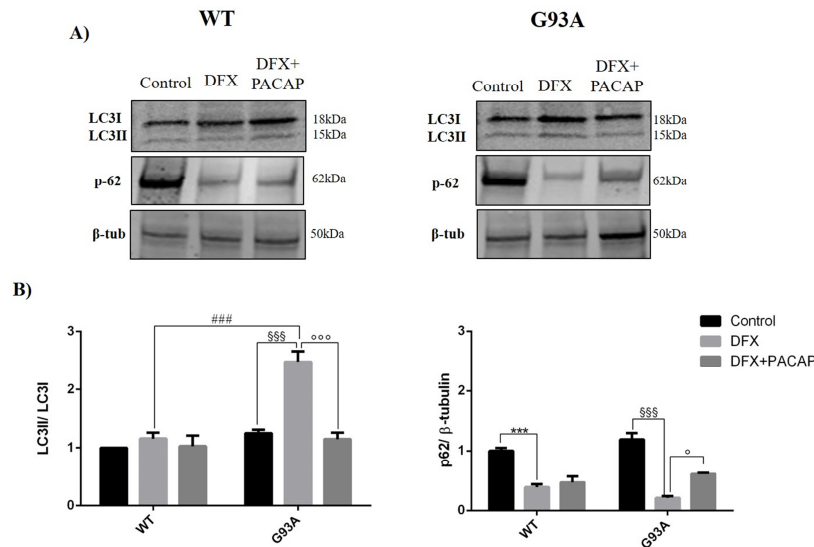 WT
G93A
A)
Control DFX DFX+
PACAP
LC3I 18kDa
LC3II 15kDa
p-62 62kDa
β-tub 50kDa
Control DFX DFX+
PACAP
LC3I 18kDa
LC3II 15kDa
p-62 62kDa
β-tub 50kDa
B)
LC3II/ LC3I
3
2
1
0
###
§§§
°°°
WT
G93A
p62/ β-tubulin
3
2
1
0
***
§§§
°
WT
G93A
Control
DFX
DFX+PACAP